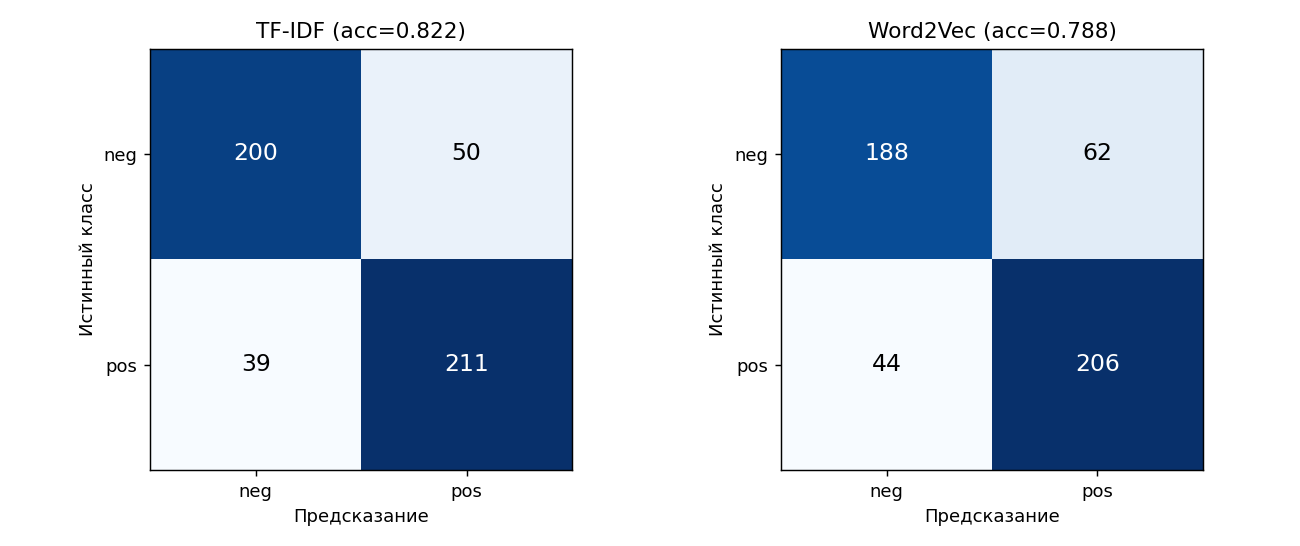 TF-IDF (acc=0.822)
neg
200
50
Истинный класс
pos
39
211
neg
pos
Предсказание
Word2Vec (acc=0.788)
neg
188
62
Истинный класс
pos
44
206
neg
pos
Предсказание